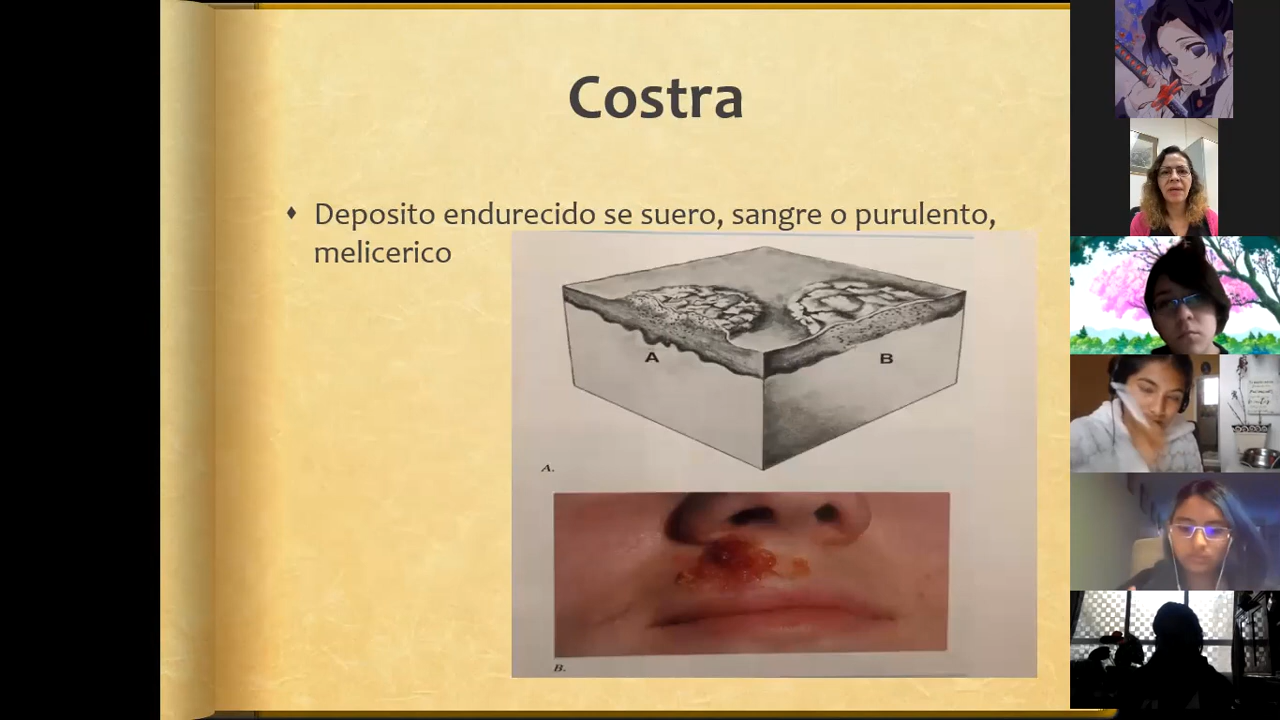 Costra
Deposito endurecido se suero, sangre o purulento,
melicerico
A
B
A.
B.